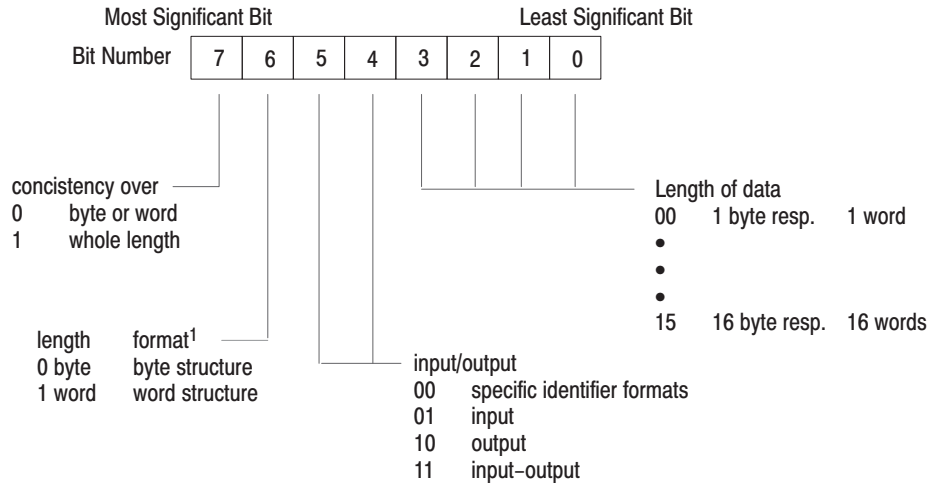 Most Significant Bit Least Significant Bit
Bit Number 7 6 5 4 3 2 1 0
concistency over
0 byte or word
1 whole length
Length of data
00 1 byte resp. 1 word
•
•
•
15 16 byte resp. 16 words
length format1
0 byte byte structure
1 word word structure
input/output
00 specific identifier formats
01 input
10 output
11 input–output